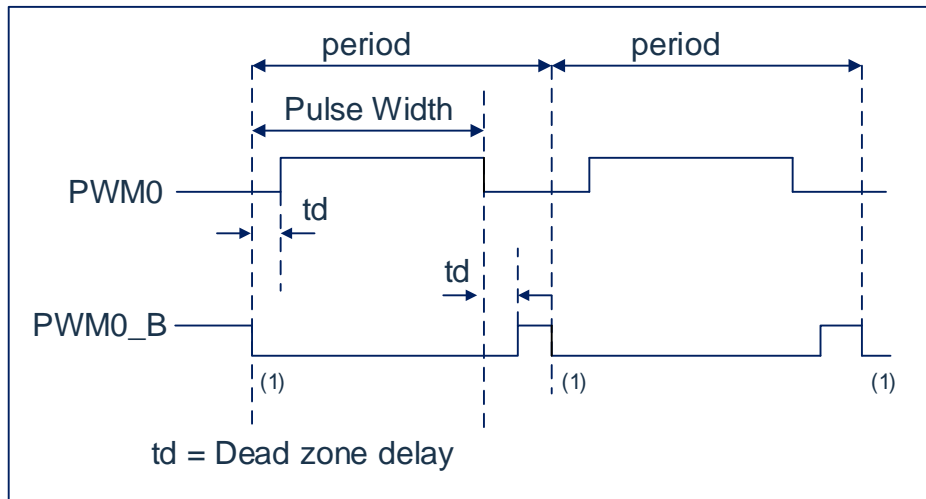 period period
Pulse Width
PWM0
td
td
PWM0_B
(1) (1) (1)
td = Dead zone delay